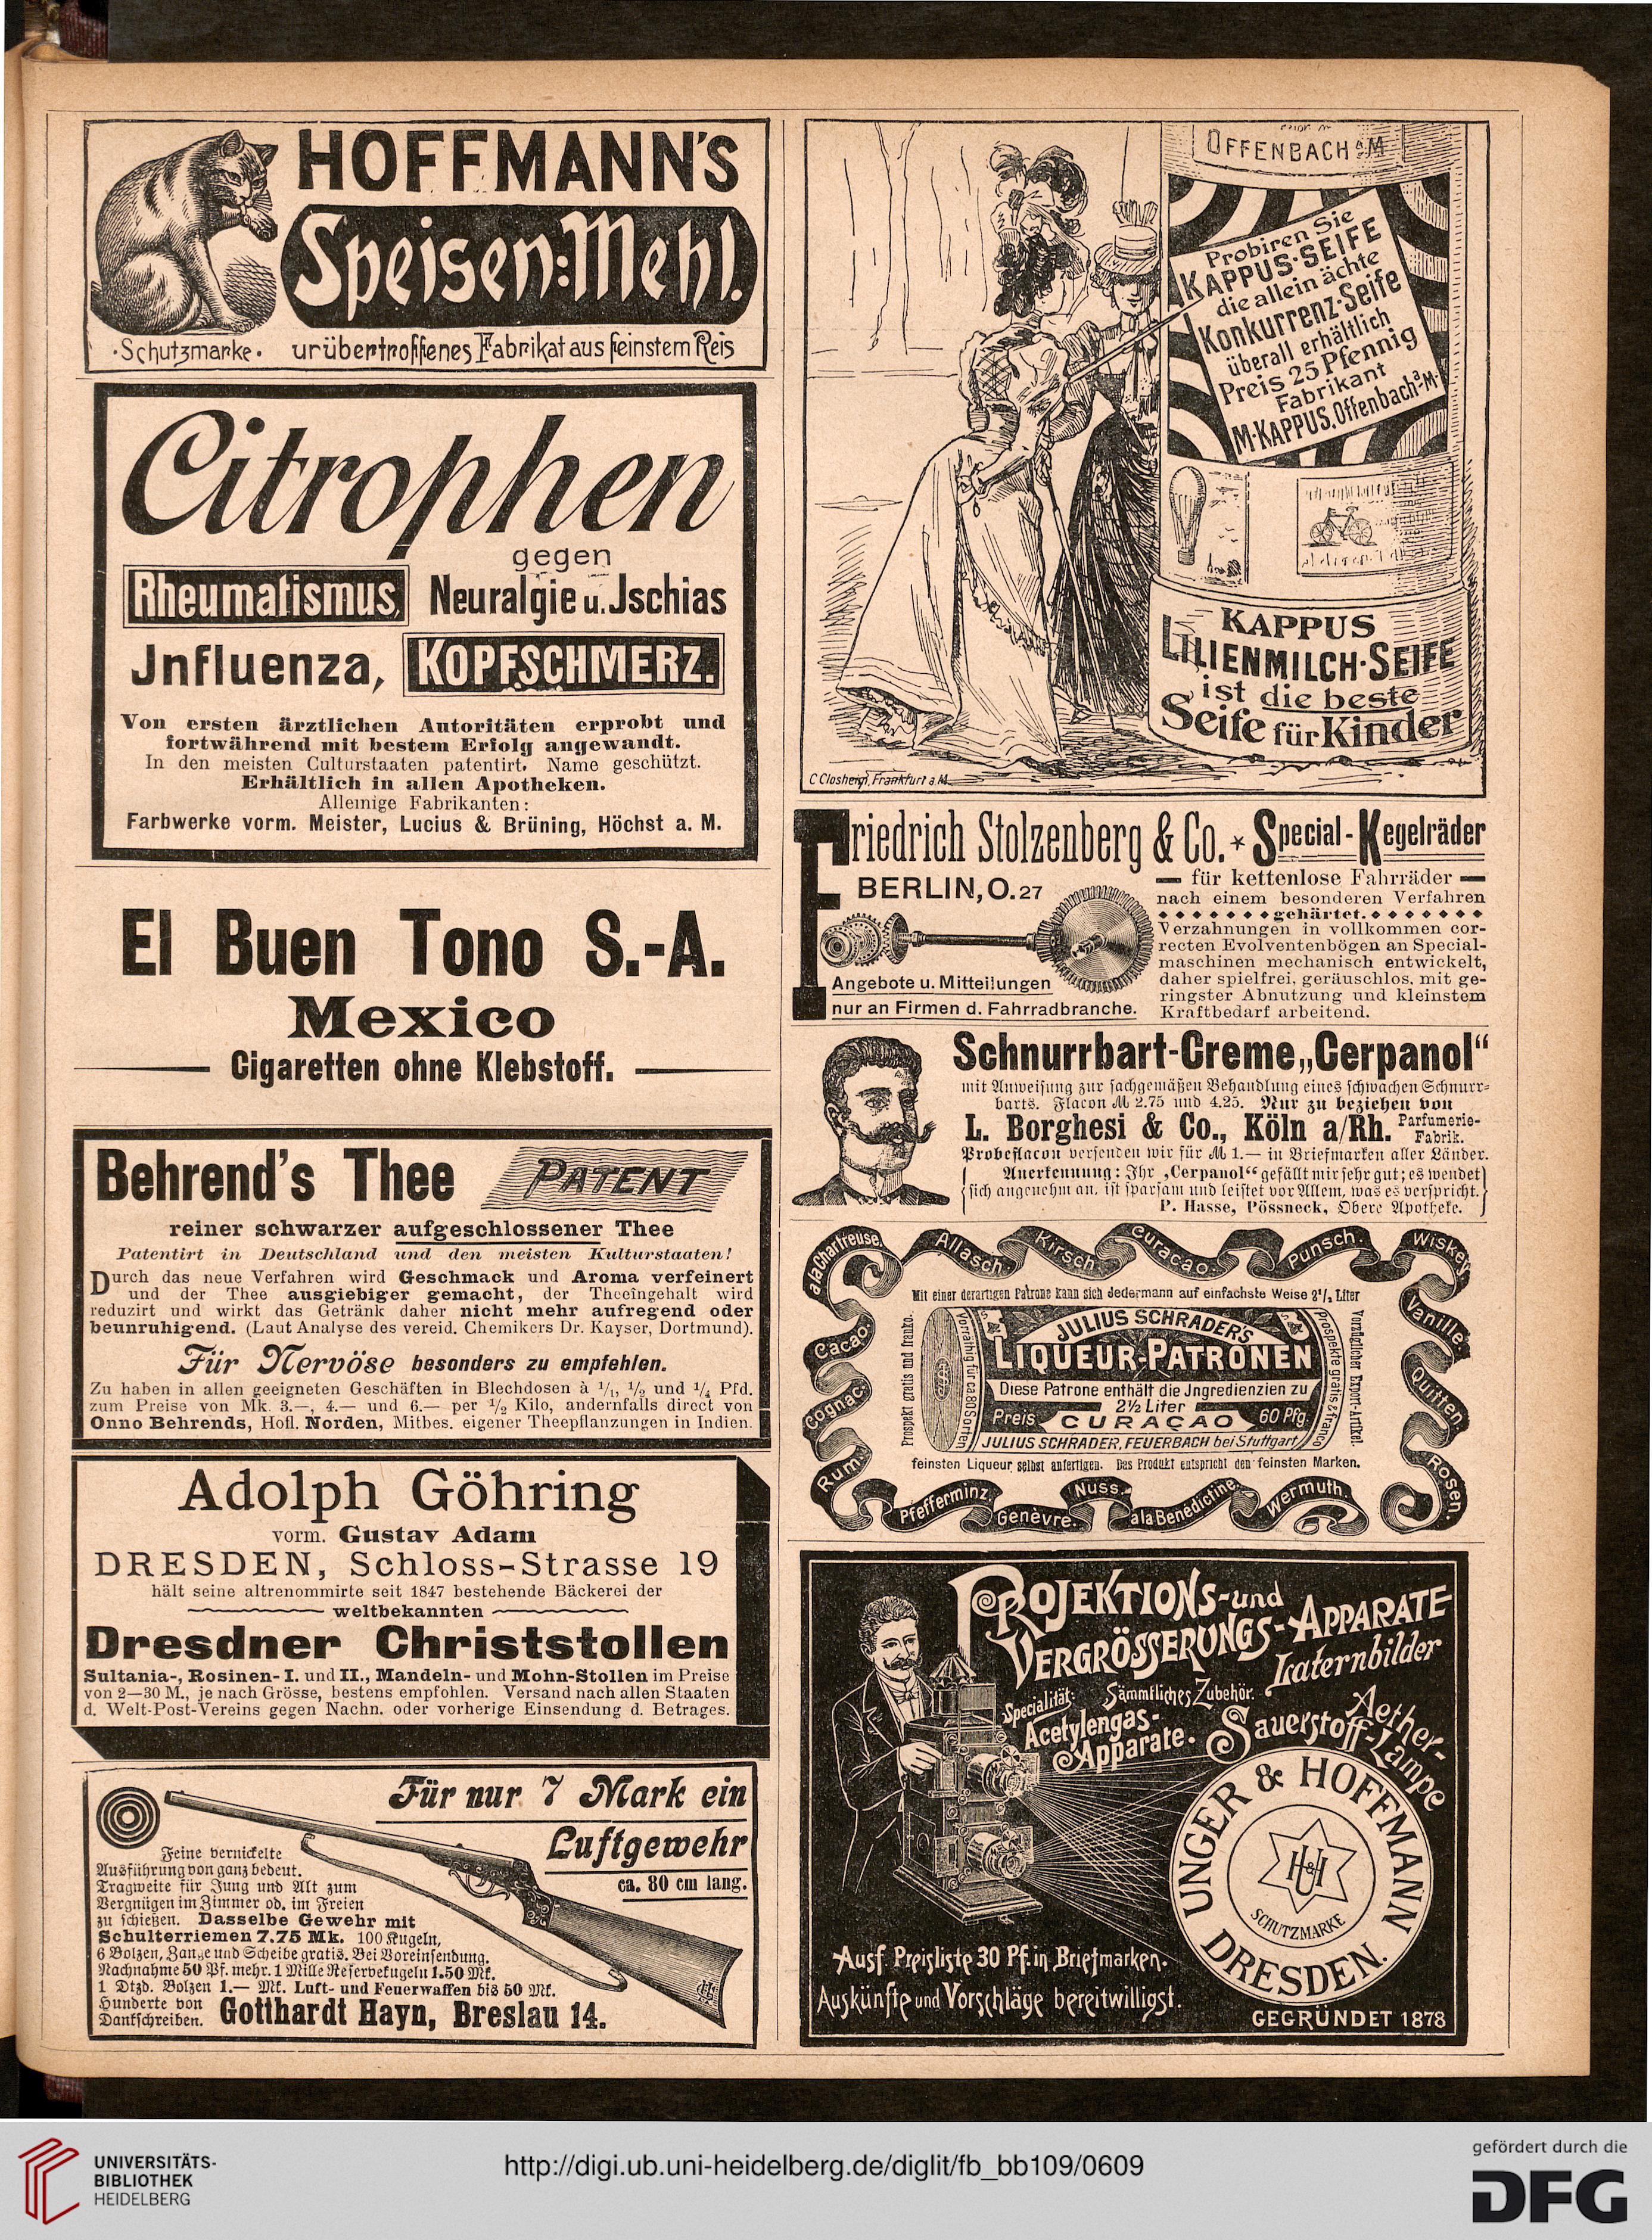 HOFFMANN'S
Speisen-Mehl.
·Schutzmarke·
unübertroffenes Fabrikat aus feinstem Reis
Citrophen
gegen
Rheumatismus, Neuralgie u. Jschias
Jnfluenza, KOPFSCHMERZ.
Von ersten ärztlichen Autoritäten erprobt und
fortwährend mit bestem Erfolg angewandt.
In den meisten Culturstaaten patentirt. Name geschützt.
Erhältlich in allen Apotheken.
Alleinige Fabrikanten:
Farbwerke vorm. Meister, Lucius & Brüning, Höchst a. M.
El Buen Tono S.-A.
Mexico
Cigaretten ohne Klebstoff.
Behrend's Thee PATENT
reiner schwarzer aufgeschlossener Thee
Patentirt in Deutschland und den meisten Kulturstaaten!
Durch das neue Verfahren wird Geschmack und Aroma verfeinert
und der Thee ausgiebiger gemacht, der Theeïngehalt wird
reduzirt und wirkt das Getränk daher nicht mehr aufregend oder
beunruhigend. (Laut Analyse des vereid. Chemikers Dr. Kayser, Dortmund).
Für Nervöse besonders zu empfehlen.
Zu haben in allen geeigneten Geschäften in Blechdosen à 1/1, 1/2 und 1/4 Pfd.
zum Preise von Mk. 3.—, 4.— und 6.— per 1/2 Kilo, andernfalls direct von
Onno Behrends, Hofl. Norden, Mitbes. eigener Theepflanzungen in Indien.
Adolph Göhring
vorm. Gustav Adam
DRESDEN, Schloss-Strasse 19
hält seine altrenommirte seit 1847 bestehende Bäckerei der
weltbekannten
Dresdner Christstollen
Sultania-, Rosinen- I. und II., Mandeln- und Mohn-Stollen im Preise
von 2—30 M., je nach Grösse, bestens empfohlen. Versand nach allen Staaten
d. Welt-Post-Vereins gegen Nachn. oder vorherige Einsendung d. Betrages.
Für nur 7 Mark ein
Luftgewehr
ca. 80 cm lang.
Feine vernickelte
Ausführung von ganz bedeut.
Tragweite für Jung und Alt zum
Vergnügen im Zimmer od. im Freien
zu schießen. Dasselbe Gewehr mit
Schulterriemen 7.75 Mk. 100 Kugeln,
6 Bolzen, Zange und Scheibe gratis. Bei Voreinsendung.
Nachnahme 50 Pf. mehr. 1 Mille Reservekugeln 1.50 Mk.
1 Dtzd. Bolzen 1.— Mk. Luft- und Feuerwaffen bis 50 Mk.
Hunderte von
Dankschreiben. Gotthardt Hayn, Breslau 14.
OFFENBACH a M
Probiren Sie
KAPPUS-SEIFE
die allein ächte
Konkurrenz-Seife
überall erhältlich
Preis 25 Pfennig
Fabrikant
M. KAPPUS. Offenbach a. M.
KAPPUS
LILIENMILCH-SEIFE
ist die beste
Seife für Kinder
Friedrich Stolzenberg & Co. * Special-Kegelräder
BERLIN, O. 27
für kettenlose Fahrräder
nach einem besonderen Verfahren
gehärtet.
Verzahnungen in vollkommen cor-
recten Evolventenbögen an Special-
maschinen mechanisch entwickelt,
daher spielfrei, geräuschlos, mit ge-
ringster Abnutzung und kleinstem
Kraftbedarf arbeitend.
Angebote u. Mitteilungen
nur an Firmen d. Fahrradbranche.
Schnurrbart-Creme „Cerpanol“
mit Anweisung zur sachgemäßen Behandlung eines schwachen Schnurr-
barts. Flacon M 2.75 und 4.25. Nur zu beziehen von
L. Borghesi & Co., Köln a/Rh. Parfumerie-
Fabrik.
Probeflacon versenden wir für M 1.— in Briefmarken aller Länder.
Anerkennung: Ihr „Cerpanol“ gefällt mir sehr gut; es wendet
sich angenehm an, ist sparsam und leistet vor Allem, was es verspricht.
P. Hasse, Pössneck, Obere Apotheke.
a la Chartreuse.
Allasch.
Kirsch
Curaçao.
Punsch.
Wiskey
Vanille.
Quitten.
Rosen.
Cacao.
Cognac.
Rum.
Mit einer derartigen Patrone kann sich Jedermann auf einfachste Weise 2 1/2 Liter
Prospekt gratis und franko.
Vorräthig für ca 80 Sorten
JULIUS SCHRADER'S
LIQUEUR-PATRONEN
Diese Patrone enthält die Jngredienzien zu
2½ Liter
Preis CURAÇAO 60 Pfg.
JULIUS SCHRADER, FEUERBACH bei Stuttgart
Prospekte gratis & franco
Vorzüglicher Export-Artikel.
feinsten Liqueur selbst anfertigen. Das Produkt entspricht den feinsten Marken.
Pfefferminz.
Genèvre.
Nuss.
a la Benedictine.
Wermuth.
PROJEKTIONS- und
VERGRÖSSERUNGS-APPARATE
Laternbilder
Specialität: Sämmtliches Zubehör.
Acetylengas-
Apparate.
Aether-
Sauerstoff-Lampe
UNGER & HOFFMANN
DRESDEN.
H&U
SCHUTZMARKE
Ausf. Preisliste 30 Pf. in Briefmarken.
Auskünfte und Vorschläge bereitwilligst.
GEGRÜNDET 1878
UNIVERSITÄTS-
BIBLIOTHEK
HEIDELBERG
http://digi.ub.uni-heidelberg.de/diglit/fb_bb109/0609
gefördert durch die
DFG